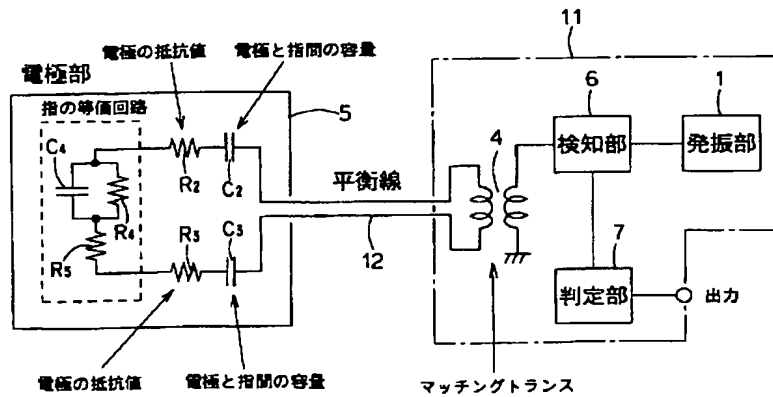 電極の抵抗値
電極と指間の容量
電極部
指の等価回路
5
C4
R4
R5
R2
C2
R3
C3
平衡線
12
電極の抵抗値
電極と指間の容量
11
4
6
検知部
1
発振部
7
判定部
出力
マッチングトランス